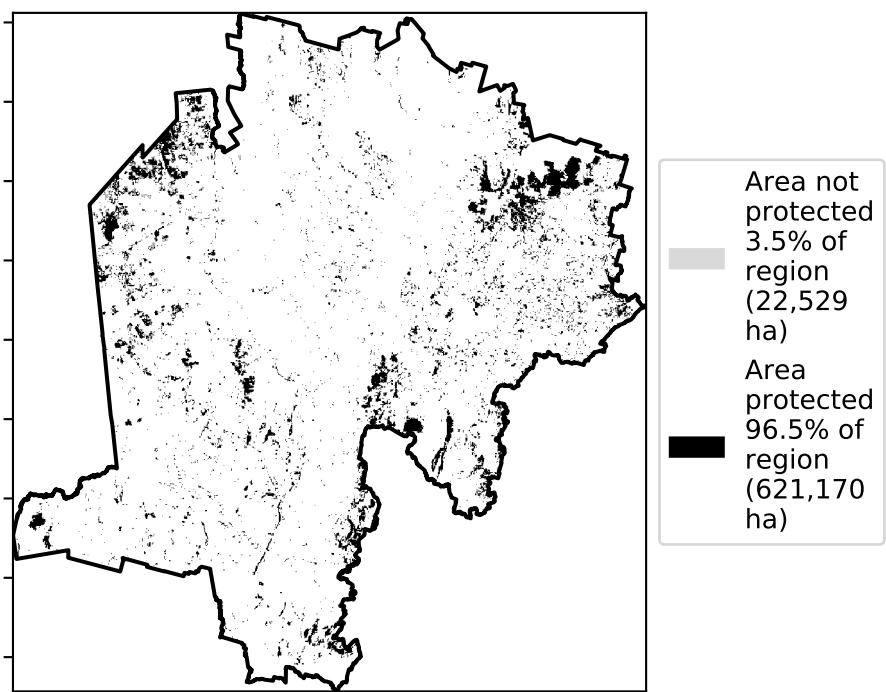 Area not
protected
3.5% of
region
(22,529
ha)
Area
protected
96.5% of
region
(621,170
ha)